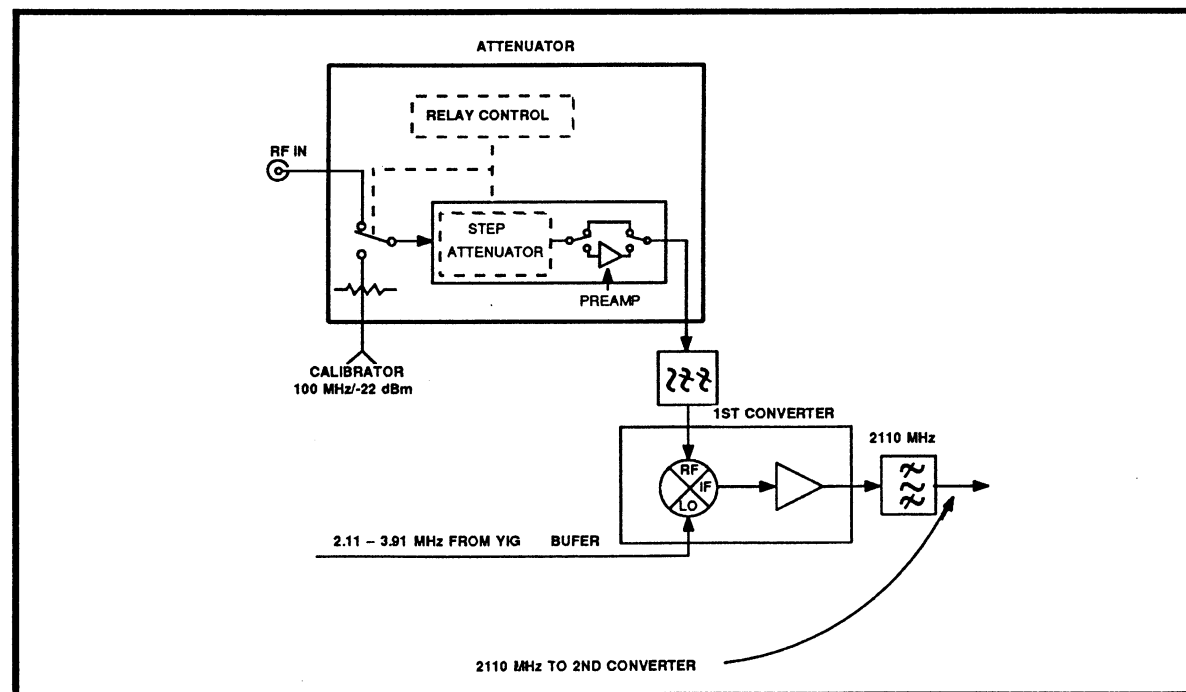 ATTENUATOR
RELAY CONTROL
RF IN
STEP
ATTENUATOR
PREAMP
CALIBRATOR
100 MHz/-22 dBm
1ST CONVERTER
2110 MHz
RF
IF
LO
2.11 – 3.91 MHz FROM YIG BUFER
2110 MHz TO 2ND CONVERTER